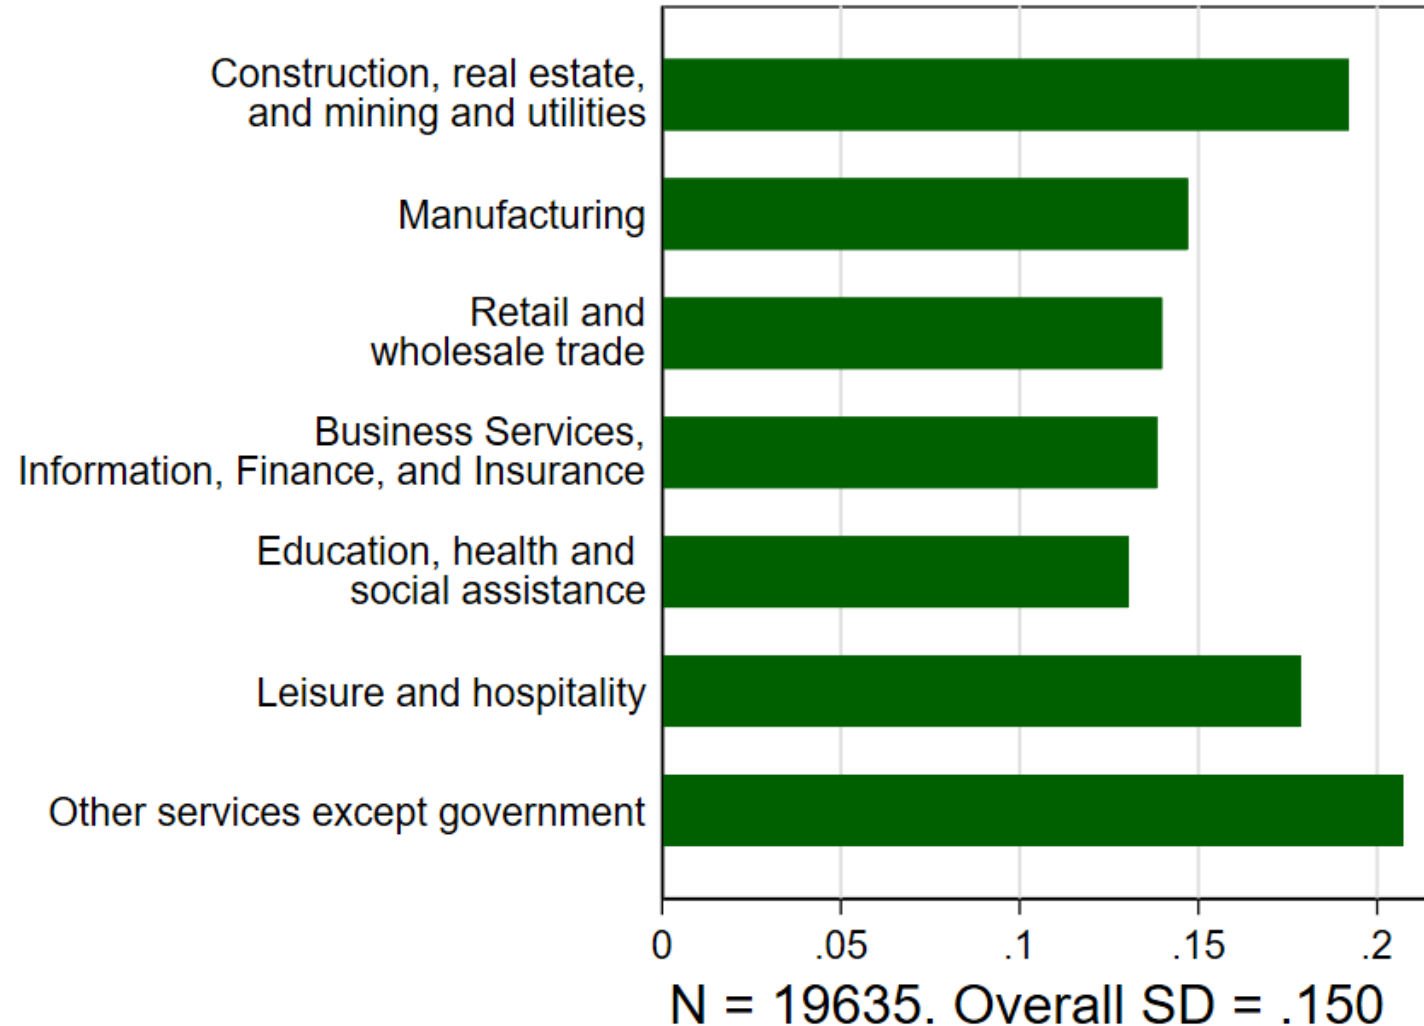 Construction, real estate,
and mining and utilities
Manufacturing
Retail and
wholesale trade
Business Services,
Information, Finance, and Insurance
Education, health and
social assistance
Leisure and hospitality
Other services except government
0 .05 .1 .15 .2
N = 19635. Overall SD = .150